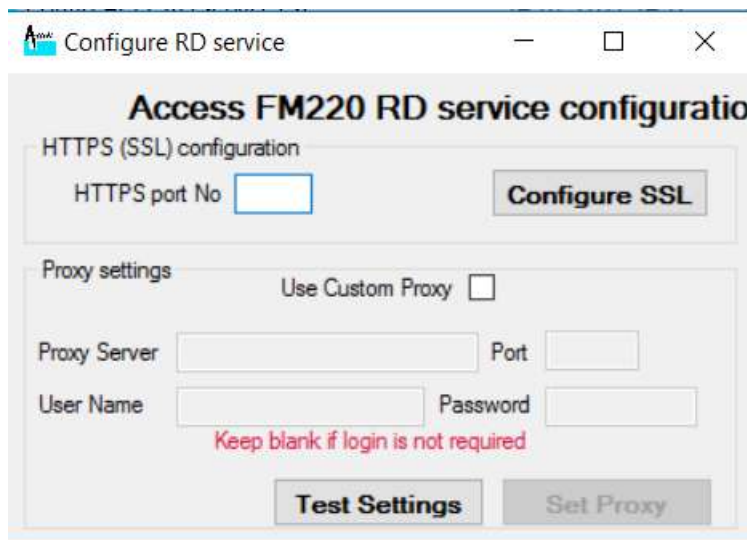 Configure RD service
Access FM220 RD service configuratio
HTTPS (SSL) configuration
HTTPS port No
Configure SSL
Proxy settings
Use Custom Proxy
Proxy Server
Port
User Name
Password
Keep blank if login is not required
Test Settings
Set Proxy